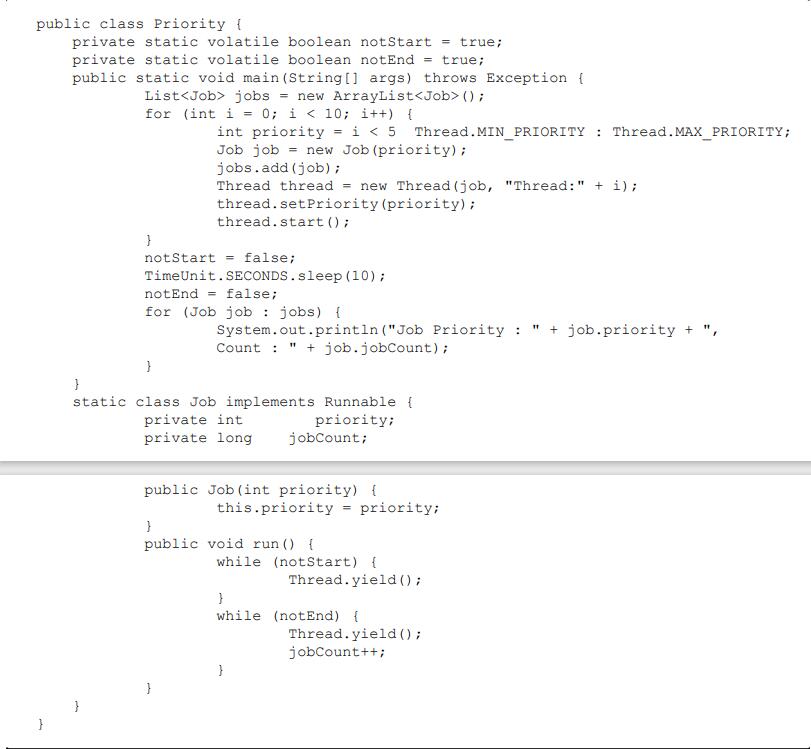 public class Priority {
private static volatile boolean notStart = true;
private static volatile boolean notEnd = true;
public static void main(String[] args) throws Exception {
List<Job> jobs = new ArrayList<Job>();
for (int i = 0; i < 10; i++) {
int priority = i < 5  Thread.MIN_PRIORITY : Thread.MAX_PRIORITY;
Job job = new Job(priority);
jobs.add(job);
Thread thread = new Thread(job, "Thread:" + i);
thread.setPriority(priority);
thread.start();
}
notStart = false;
TimeUnit.SECONDS.sleep(10);
notEnd = false;
for (Job job : jobs) {
System.out.println("Job Priority : " + job.priority + ",
Count : " + job.jobCount);
}
}
static class Job implements Runnable {
private int        priority;
private long    jobCount;
public Job(int priority) {
this.priority = priority;
}
public void run() {
while (notStart) {
Thread.yield();
}
while (notEnd) {
Thread.yield();
jobCount++;
}
}
}
}